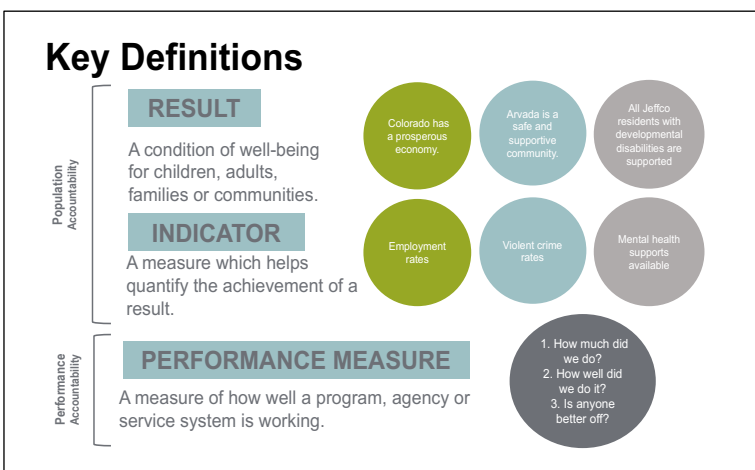 Key Definitions
Population
Accountability
RESULT
A condition of well-being
for children, adults,
families or communities.
Colorado has
a prosperous
economy.
Arvada is a
safe and
supportive
community.
All Jeffco
residents with
developmental
disabilities are
supported
INDICATOR
A measure which helps
quantify the achievement of a
result.
Employment
rates
Violent crime
rates
Mental health
supports
available
Performance
Accountability
PERFORMANCE MEASURE
A measure of how well a program, agency or
service system is working.
1. How much did
we do?
2. How well did
we do it?
3. Is anyone
better off?